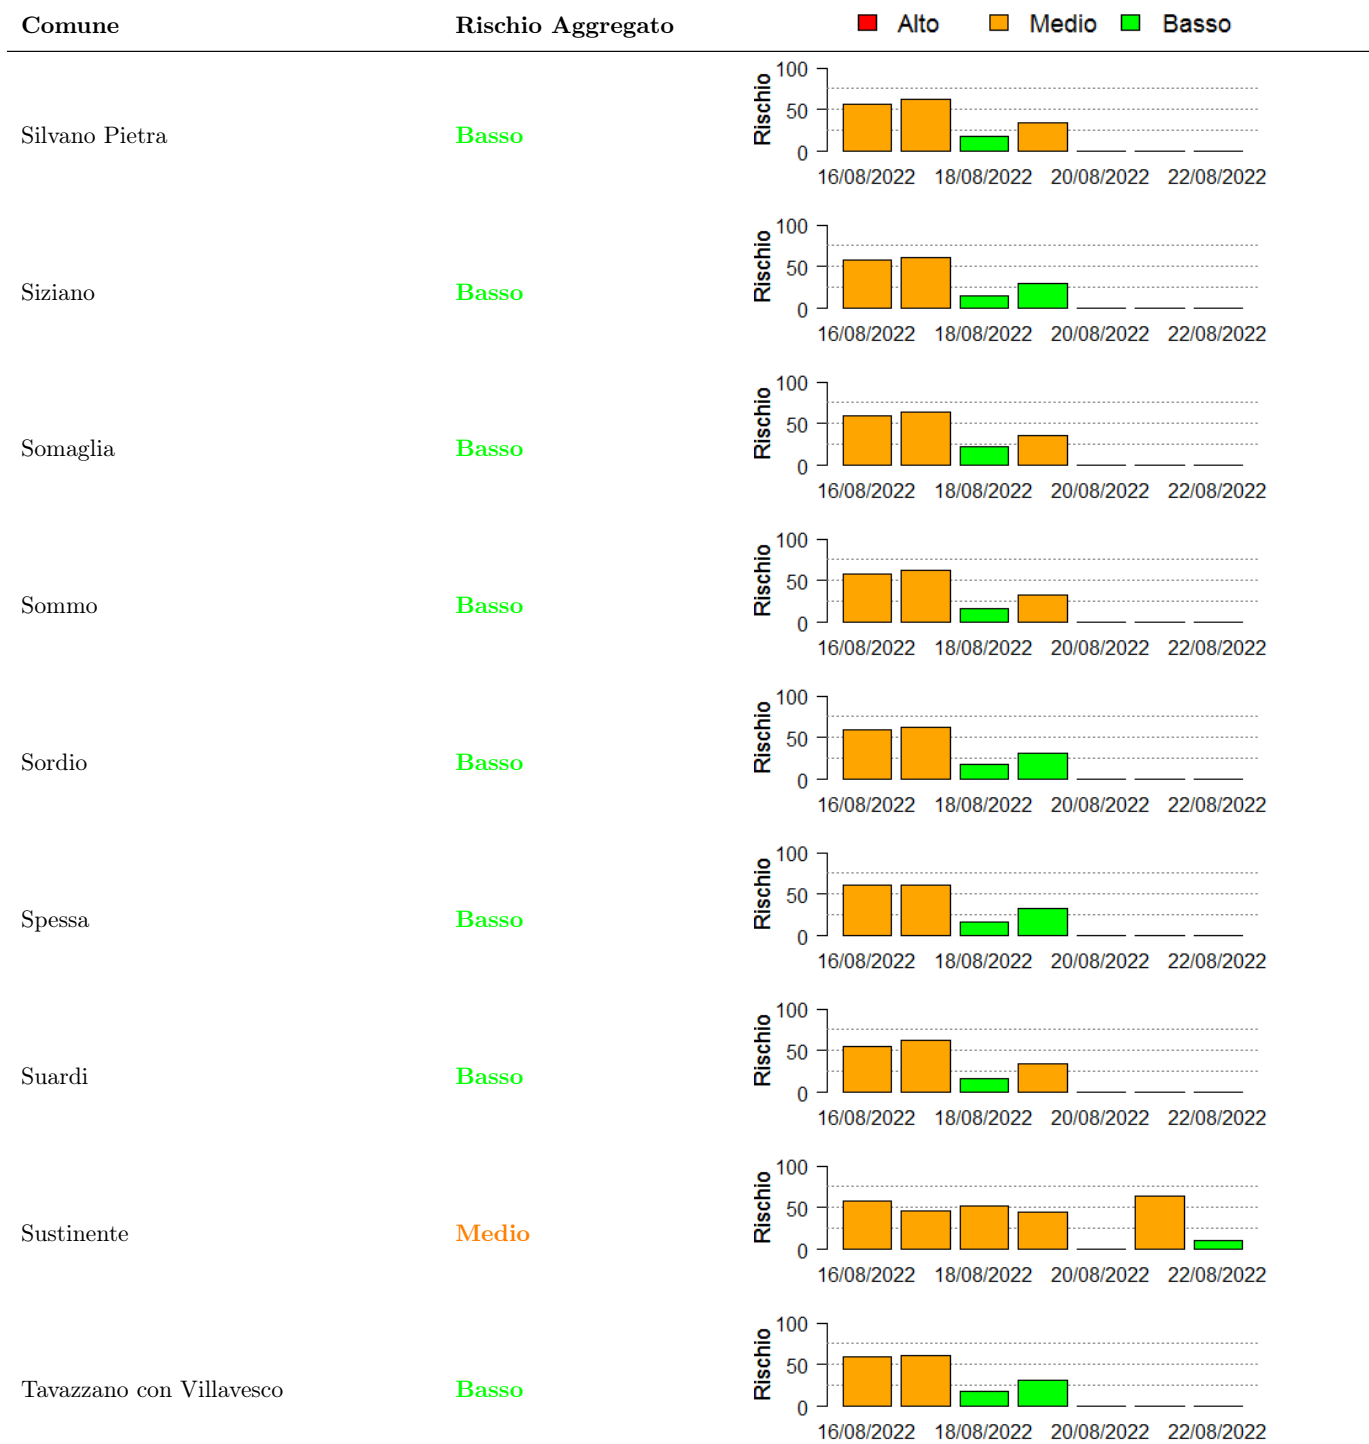 Comune Rischio Aggregato Alto Medio Basso
Silvano Pietra Basso
Rischio
100
50
0
16/08/2022 18/08/2022 20/08/2022 22/08/2022
Siziano Basso
Rischio
100
50
0
16/08/2022 18/08/2022 20/08/2022 22/08/2022
Somaglia Basso
Rischio
100
50
0
16/08/2022 18/08/2022 20/08/2022 22/08/2022
Sommo Basso
Rischio
100
50
0
16/08/2022 18/08/2022 20/08/2022 22/08/2022
Sordio Basso
Rischio
100
50
0
16/08/2022 18/08/2022 20/08/2022 22/08/2022
Spessa Basso
Rischio
100
50
0
16/08/2022 18/08/2022 20/08/2022 22/08/2022
Suardi Basso
Rischio
100
50
0
16/08/2022 18/08/2022 20/08/2022 22/08/2022
Sustinente Medio
Rischio
100
50
0
16/08/2022 18/08/2022 20/08/2022 22/08/2022
Tavazzano con Villavesco Basso
Rischio
100
50
0
16/08/2022 18/08/2022 20/08/2022 22/08/2022